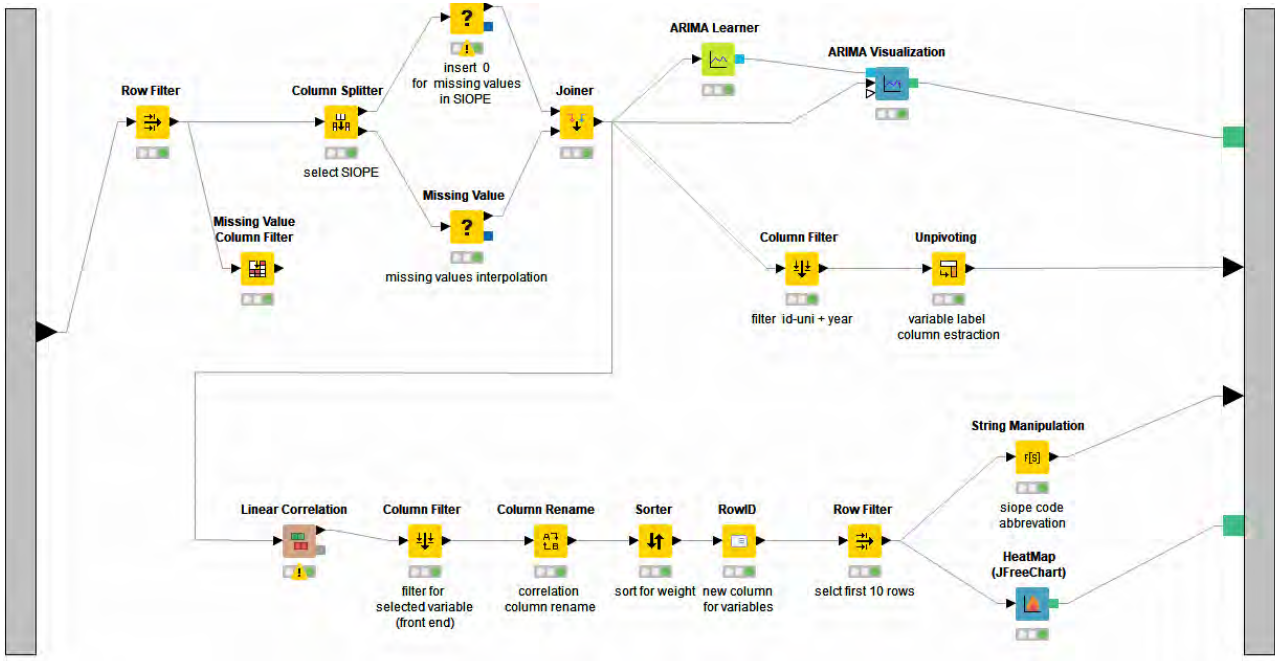 ARIMA Learner
ARIMA Visualization
?
!
insert 0
for missing values
in SIOPE
Row Filter
Column Splitter
Joiner
select SIOPE
Missing Value
?
missing values interpolation
Missing Value
Column Filter
Column Filter
Unpivoting
filter id-uni + year
variable label
column extraction
String Manipulation
r[s]
siope code
abbrevation
Linear Correlation
Column Filter
Column Rename
Sorter
RowID
Row Filter
!
filter for
selected variable
(front end)
correlation
column rename
sort for weight
new column
for variables
selct first 10 rows
HeatMap
(JFreeChart)